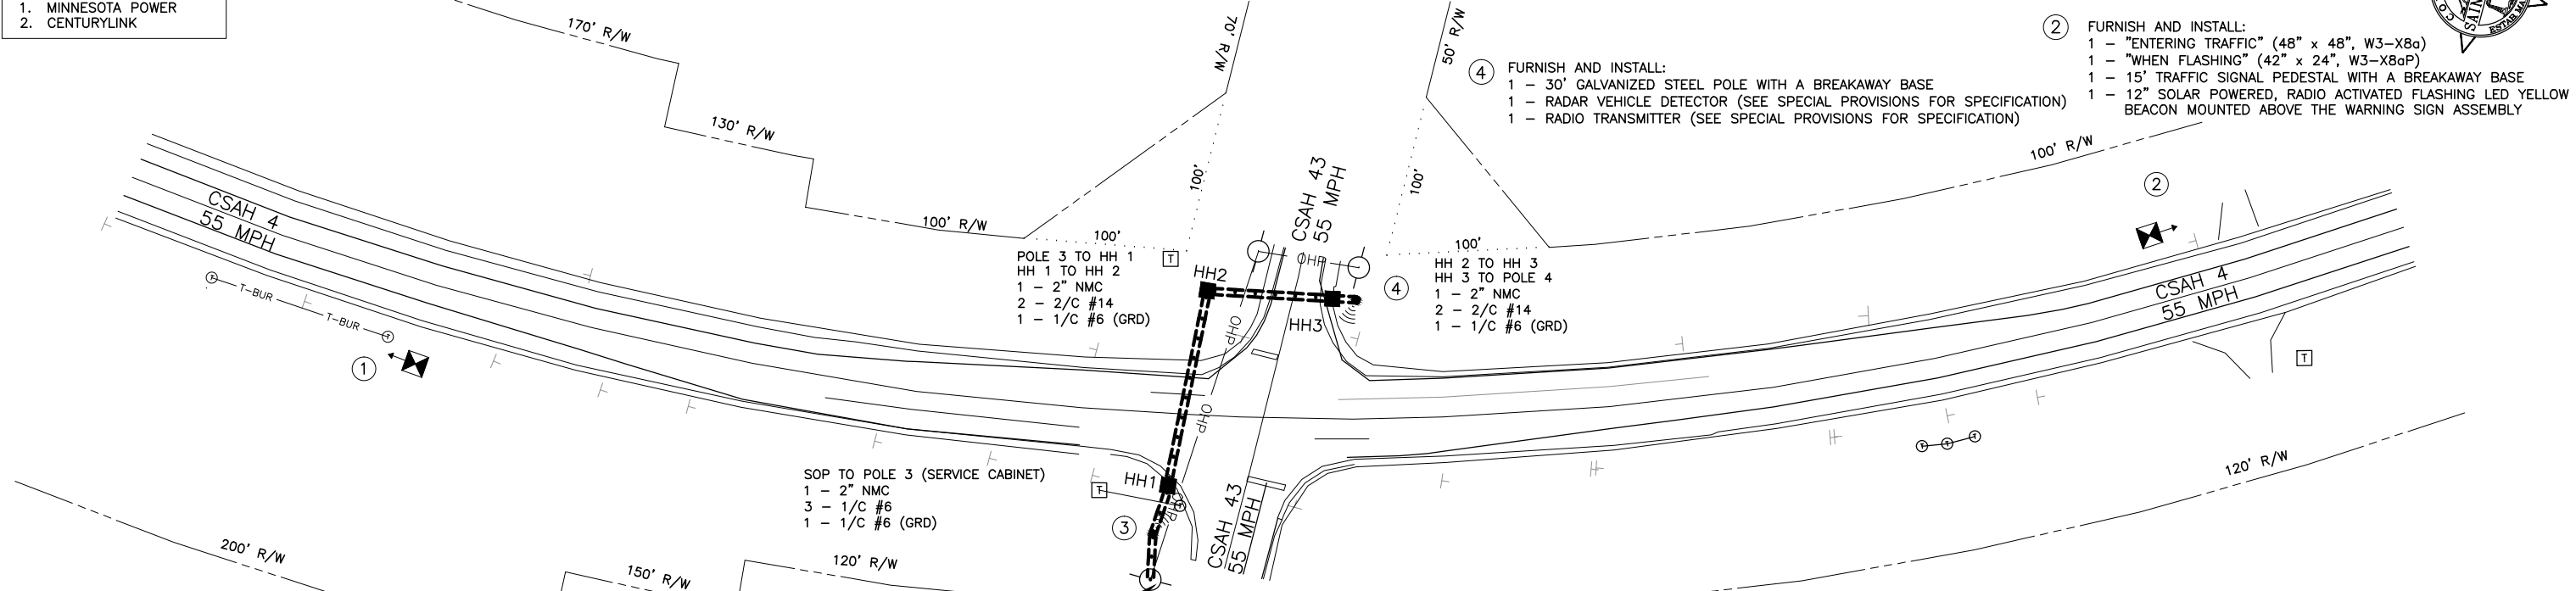 1. MINNESOTA POWER
2. CENTURYLINK
170' R/W
130' R/W
100' R/W
70' R/W
50' R/W
100'
100'
100'
100'
4
FURNISH AND INSTALL:
1 – 30' GALVANIZED STEEL POLE WITH A BREAKAWAY BASE
1 – RADAR VEHICLE DETECTOR (SEE SPECIAL PROVISIONS FOR SPECIFICATION)
1 – RADIO TRANSMITTER (SEE SPECIAL PROVISIONS FOR SPECIFICATION)
2
FURNISH AND INSTALL:
1 – "ENTERING TRAFFIC" (48" x 48", W3-X8a)
1 – "WHEN FLASHING" (42" x 24", W3-X8aP)
1 – 15' TRAFFIC SIGNAL PEDESTAL WITH A BREAKAWAY BASE
1 – 12" SOLAR POWERED, RADIO ACTIVATED FLASHING LED YELLOW
BEACON MOUNTED ABOVE THE WARNING SIGN ASSEMBLY
100' R/W
2
CSAH 4
55 MPH
T-BUR
T-BUR
1
CSAH 43
55 MPH
POLE 3 TO HH 1
HH 1 TO HH 2
1 – 2" NMC
2 – 2/C #14
1 – 1/C #6 (GRD)
T
HH2
OHP
OHP
OHP
HH3
4
HH 2 TO HH 3
HH 3 TO POLE 4
1 – 2" NMC
2 – 2/C #14
1 – 1/C #6 (GRD)
CSAH 4
55 MPH
T
SOP TO POLE 3 (SERVICE CABINET)
1 – 2" NMC
3 – 1/C #6
1 – 1/C #6 (GRD)
HH1
T
3
CSAH 43
55 MPH
120' R/W
200' R/W
150' R/W
120' R/W